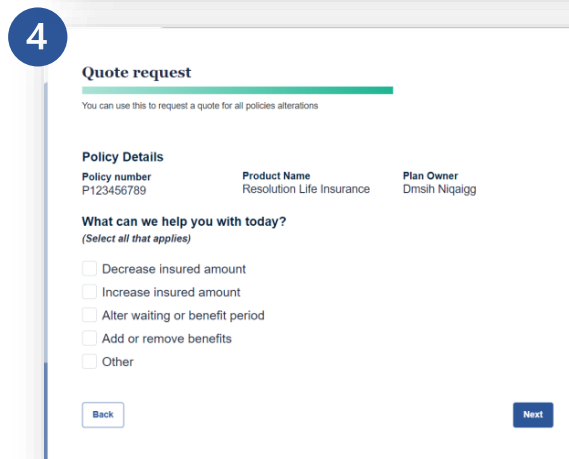 4
Quote request
You can use this to request a quote for all policies alterations
Policy Details
Policy number Product Name Plan Owner
P123456789 Resolution Life Insurance Dmsih Niqaigg
What can we help you with today?
(Select all that applies)
Decrease insured amount
Increase insured amount
Alter waiting or benefit period
Add or remove benefits
Other
Back Next